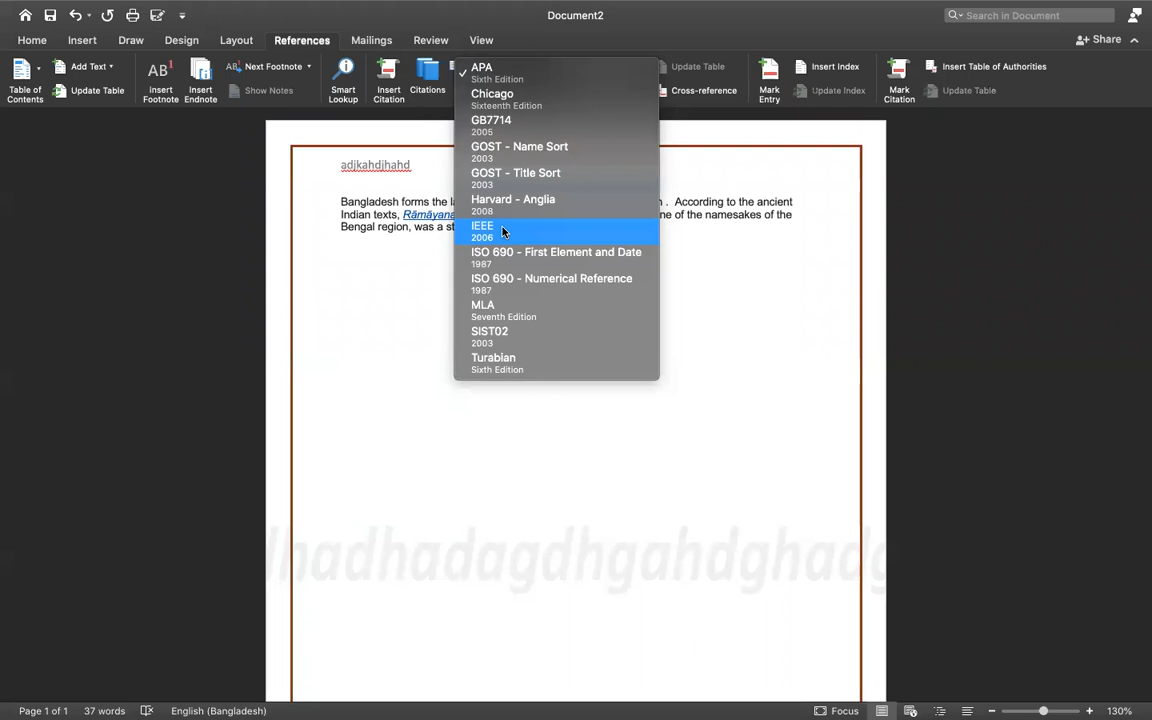 Document2
Search in Document
Home Insert Draw Design Layout References Mailings Review View
Share
Table of Contents
Add Text
Update Table
AB1
Insert Footnote
Insert Endnote
AB1 Next Footnote
Show Notes
Smart Lookup
Insert Citation
Citations
Update Table
Cross-reference
Mark Entry
Insert Index
Update Index
Mark Citation
Insert Table of Authorities
Update Table
✓ APA
Sixth Edition
Chicago
Sixteenth Edition
GB7714
2005
GOST - Name Sort
2003
GOST - Title Sort
2003
Harvard - Anglia
2008
IEEE
2006
ISO 690 - First Element and Date
1987
ISO 690 - Numerical Reference
1987
MLA
Seventh Edition
SIST02
2003
Turabian
Sixth Edition
adjkahdjhahd
Bangladesh forms the . According to the ancient
Indian texts, Rāmāyana of the namesakes of the
Bengal region, was a
Page 1 of 1 37 words English (Bangladesh) Focus 130%